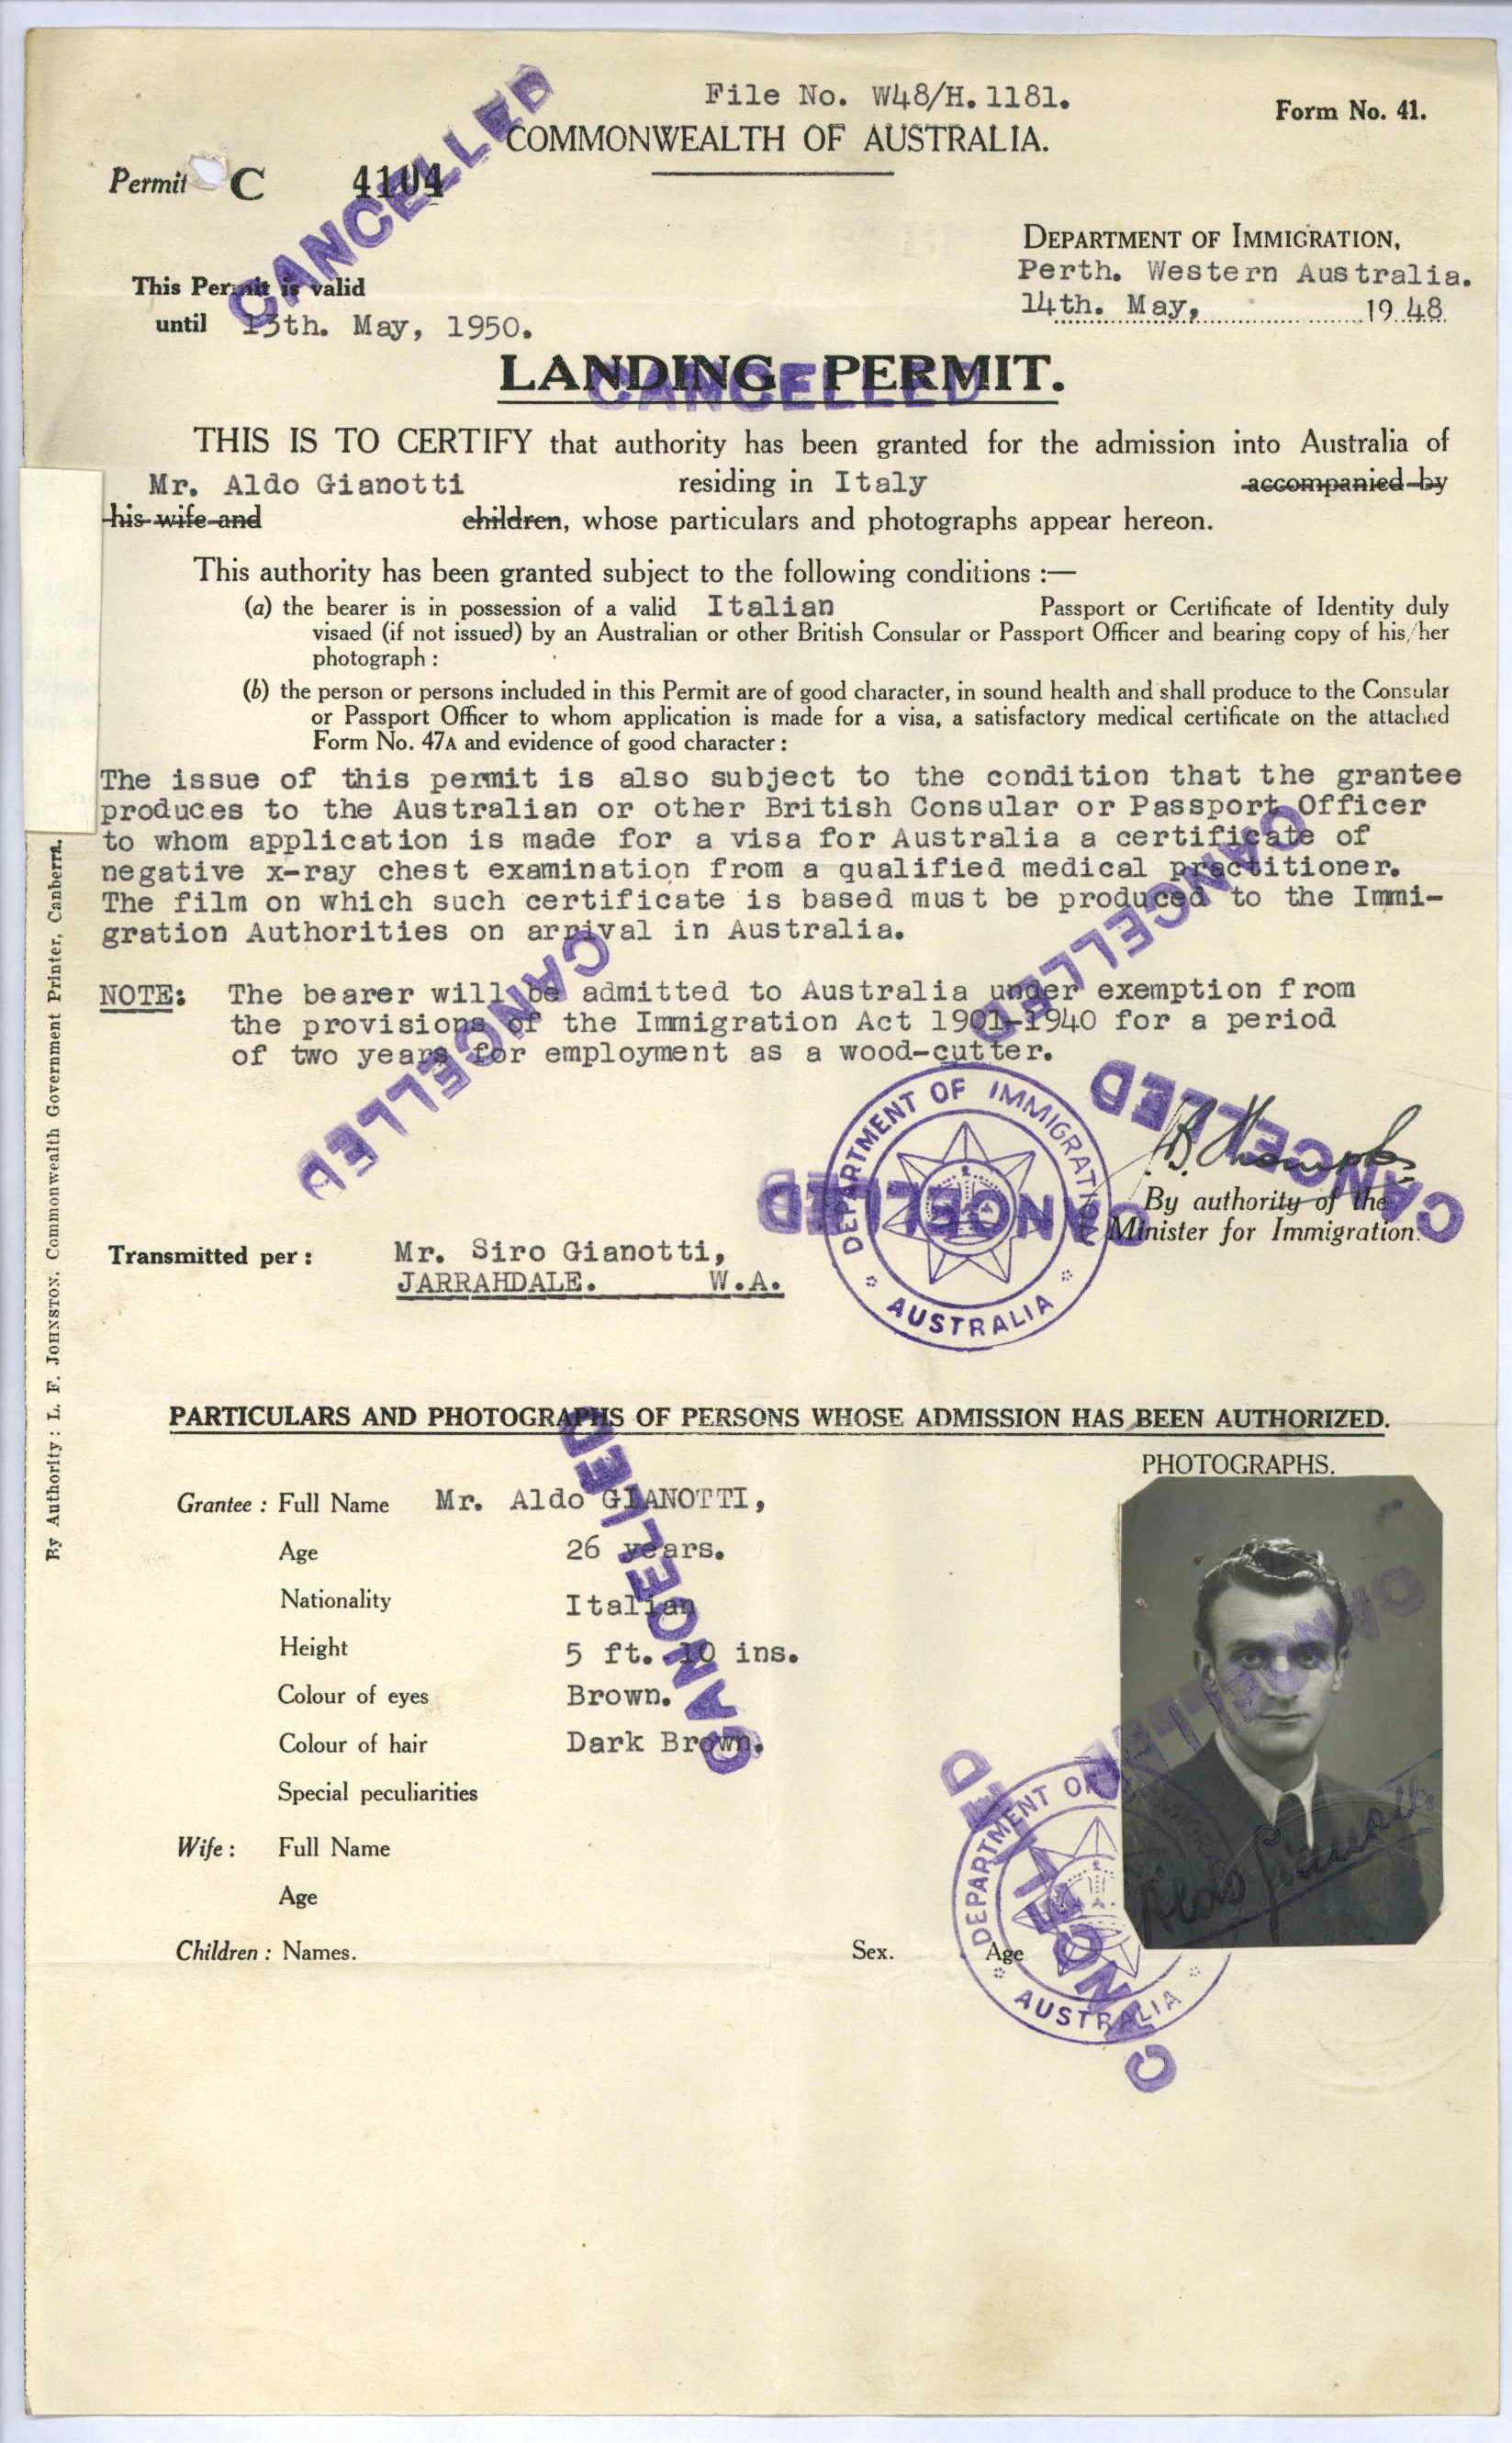 File No. W48/H.1181.
Form No. 41.
COMMONWEALTH OF AUSTRALIA.
Permit C 4104
CANCELLED
DEPARTMENT OF IMMIGRATION,
Perth. Western Australia.
14th. May, 1948
This Permit is valid
until 13th. May, 1950.
LANDING PERMIT.
CANCELLED
THIS IS TO CERTIFY that authority has been granted for the admission into Australia of
Mr. Aldo Gianotti residing in Italy accompanied by
his wife and children, whose particulars and photographs appear hereon.
This authority has been granted subject to the following conditions :—
(a) the bearer is in possession of a valid Italian Passport or Certificate of Identity duly
visaed (if not issued) by an Australian or other British Consular or Passport Officer and bearing copy of his/her
photograph :
(b) the person or persons included in this Permit are of good character, in sound health and shall produce to the Consular
or Passport Officer to whom application is made for a visa, a satisfactory medical certificate on the attached
Form No. 47A and evidence of good character :
The issue of this permit is also subject to the condition that the grantee
produces to the Australian or other British Consular or Passport Officer
to whom application is made for a visa for Australia a certificate of
negative x-ray chest examination from a qualified medical practitioner.
The film on which such certificate is based must be produced to the Immi-
gration Authorities on arrival in Australia.
CANCELLED
CANCELLED
NOTE: The bearer will be admitted to Australia under exemption from
the provisions of the Immigration Act 1901-1940 for a period
of two years for employment as a wood-cutter.
DEPARTMENT OF IMMIGRATION
AUSTRALIA
CANCELLED
CANCELLED
By authority of the
Minister for Immigration.
Transmitted per : Mr. Siro Gianotti,
JARRAHDALE. W.A.
By Authority : L. F. JOHNSTON, Commonwealth Government Printer, Canberra.
PARTICULARS AND PHOTOGRAPHS OF PERSONS WHOSE ADMISSION HAS BEEN AUTHORIZED.
PHOTOGRAPHS.
Grantee : Full Name Mr. Aldo GIANOTTI,
Age 26 years.
Nationality Italian
Height 5 ft. 10 ins.
Colour of eyes Brown.
Colour of hair Dark Brown.
CANCELLED
Special peculiarities
CANCELLED
Aldo Gianotti
Wife : Full Name
Age
Children : Names. Sex. Age
DEPARTMENT OF
AUSTRALIA
CANCELLED